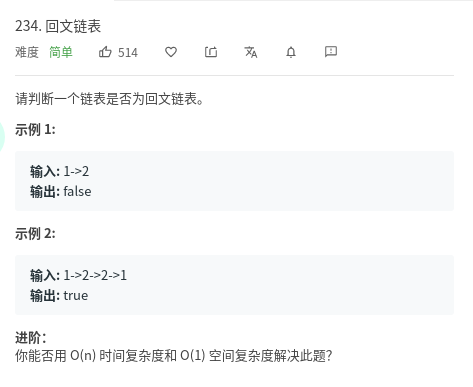 234. 回文链表
难度 简单 514
请判断一个链表是否为回文链表。
示例 1:
输入: 1->2
输出: false
示例 2:
输入: 1->2->2->1
输出: true
进阶：
你能否用 O(n) 时间复杂度和 O(1) 空间复杂度解决此题？